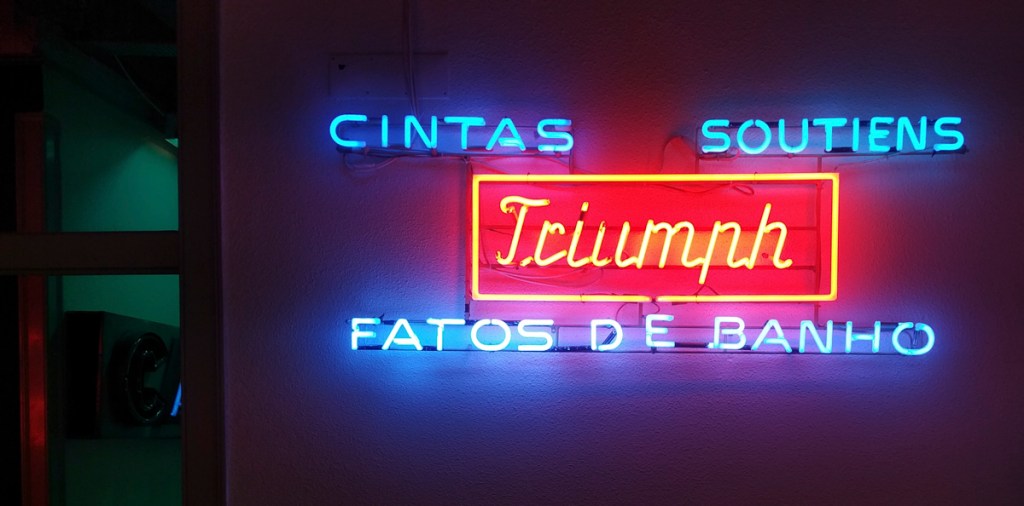 CINTAS SOUTIENS
Triumph
FATOS DE BANHO